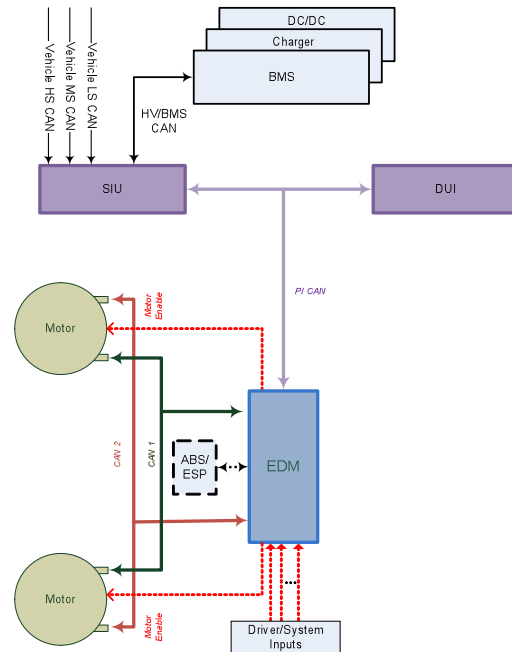 DC/DC
Charger
BMS
Vehicle HS CAN
Vehicle MS CAN
Vehicle LS CAN
HV/BMS
CAN
SIU
DUI
PI CAN
Motor
Enable
Motor
CAN 2
CAN 1
ABS/
ESP
EDM
Motor
Motor
Enable
Driver/System
Inputs